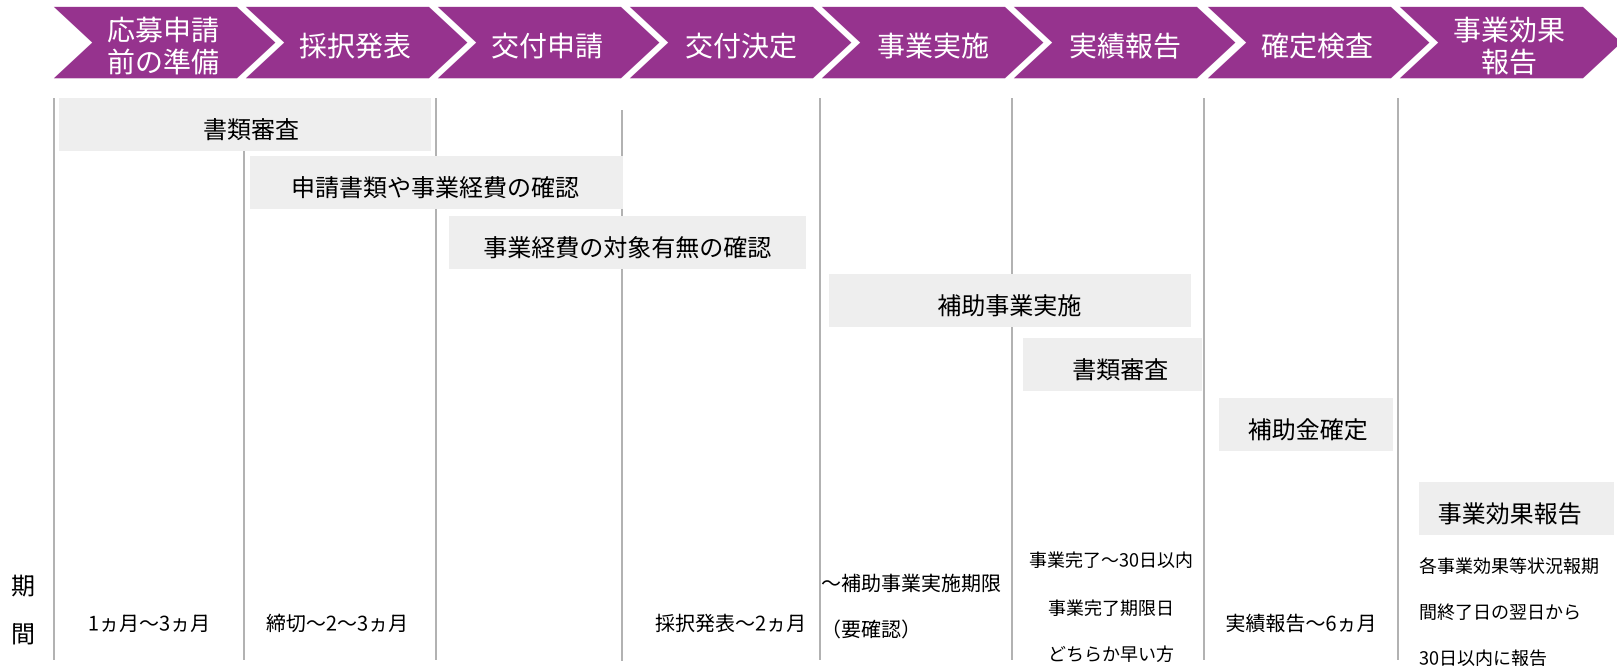 応募申請
前の準備
採択発表
交付申請
交付決定
事業実施
実績報告
確定検査
事業効果
報告
書類審査
申請書類や事業経費の確認
事業経費の対象有無の確認
補助事業実施
書類審査
補助金確定
事業効果報告
期
間
1ヵ月～3ヵ月
締切～2～3ヵ月
採択発表～2ヵ月
～補助事業実施期限
（要確認）
事業完了～30日以内
事業完了期限日
どちらか早い方
実績報告～6ヵ月
各事業効果等状況報期
間終了日の翌日から
30日以内に報告